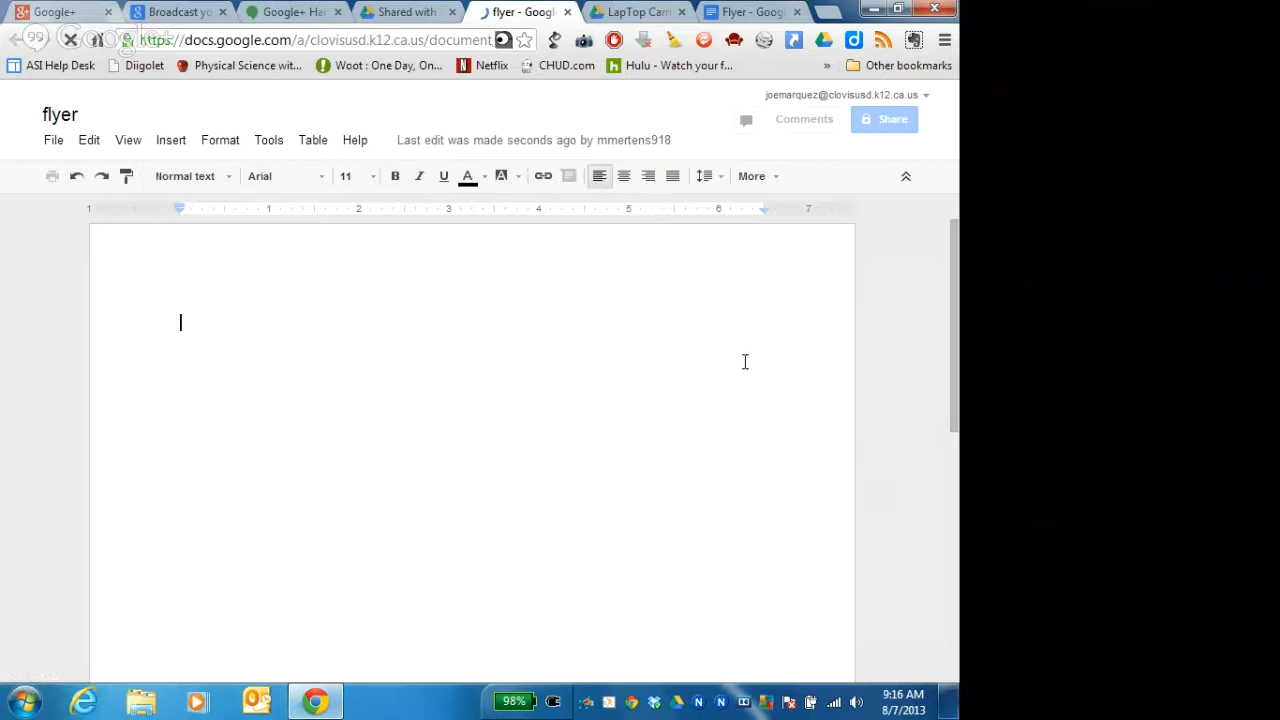 Google+
Broadcast yo
Google+ Ha
Shared with
flyer - Googl
LapTop Cam
Flyer - Goog
https://docs.google.com/a/clovisusd.k12.ca.us/document
ASI Help Desk
Diigolet
Physical Science wit...
Woot : One Day, On...
Netflix
CHUD.com
Hulu - Watch your f...
»
Other bookmarks
joemarquez@clovisusd.k12.ca.us
flyer
Comments
Share
File Edit View Insert Format Tools Table Help
Last edit was made seconds ago by mmertens918
Normal text
Arial
11
B I U A A
More
1 1 2 3 4 5 6 7
98%
9:16 AM
8/7/2013